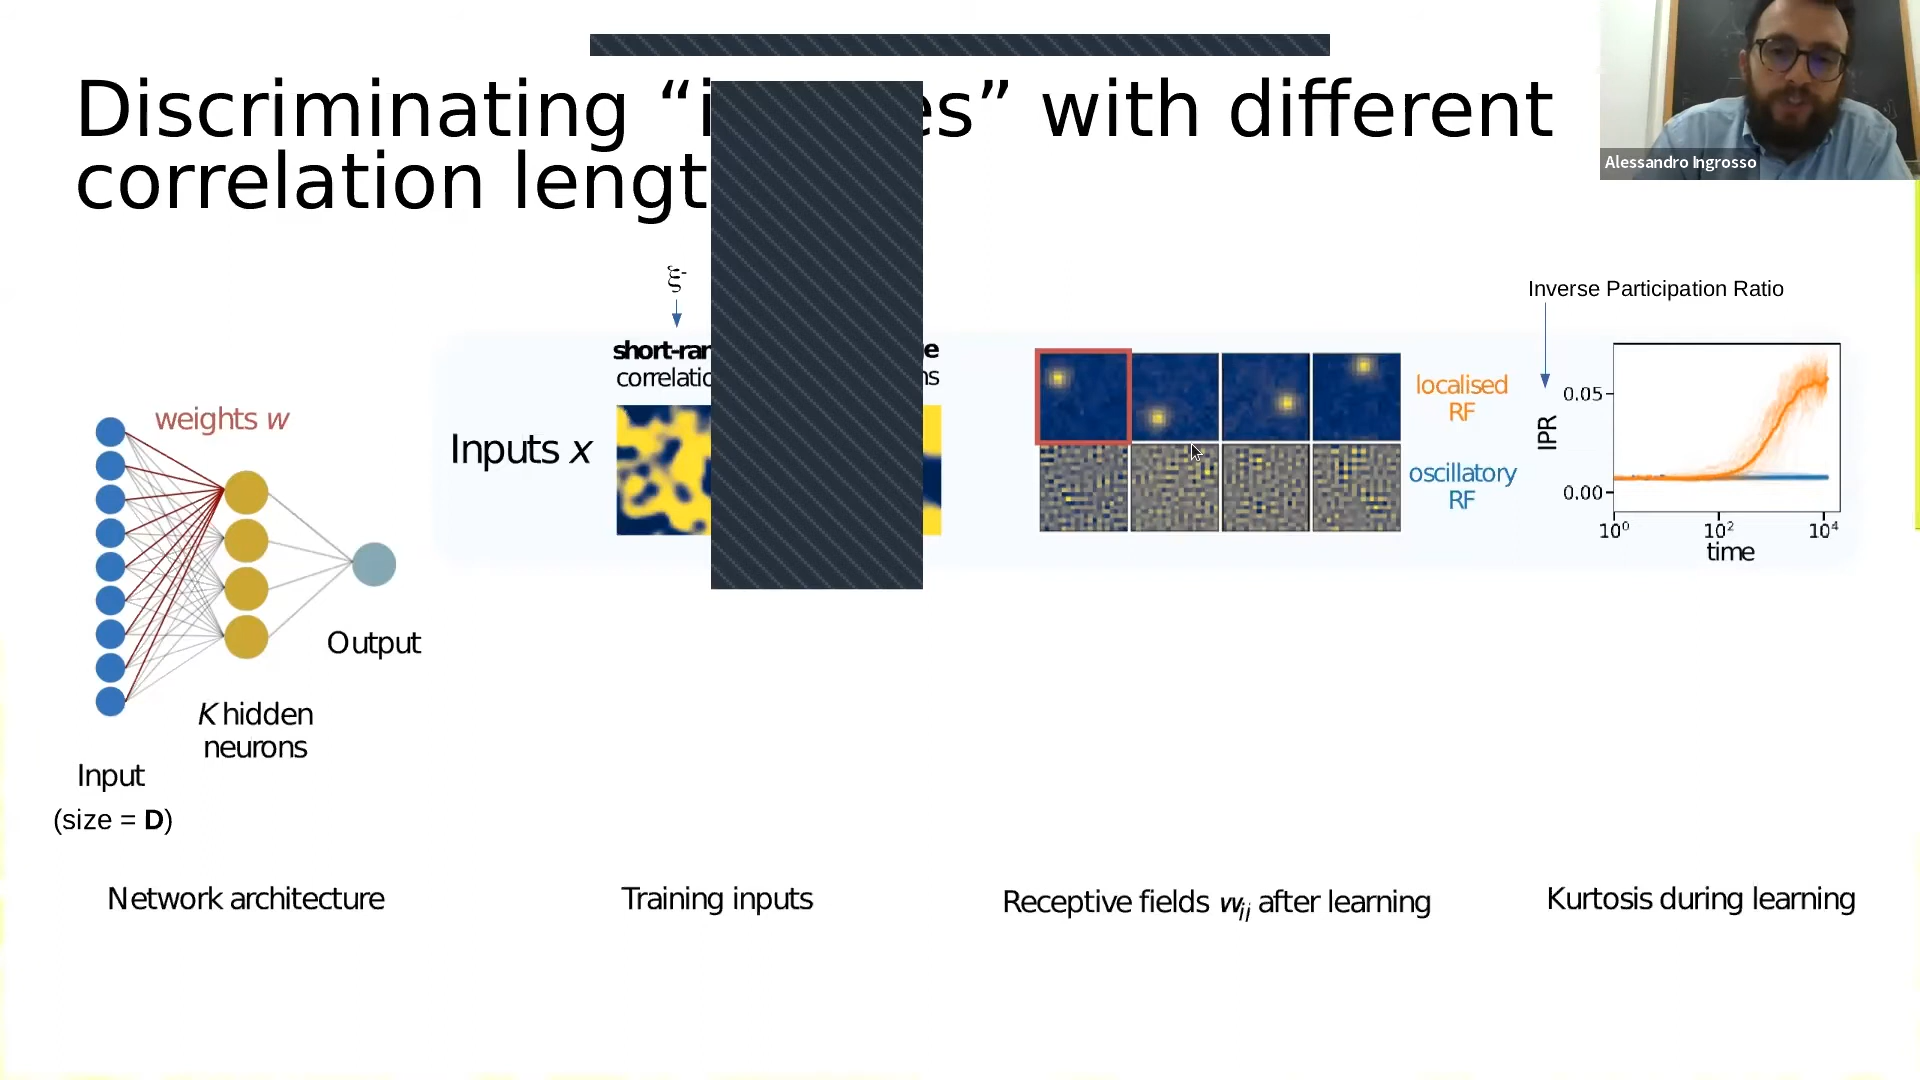 Discriminating “i es” with different
correlation lengt
Alessandro Ingrosso
ξ
Inverse Participation Ratio
short-ran e
correlatio ns
weights w
Inputs x
localised
RF
oscillatory
RF
IPR
0.05
0.00
10⁰ 10² 10⁴
time
Output
K hidden
neurons
Input
(size = D)
Network architecture
Training inputs
Receptive fields wij after learning
Kurtosis during learning